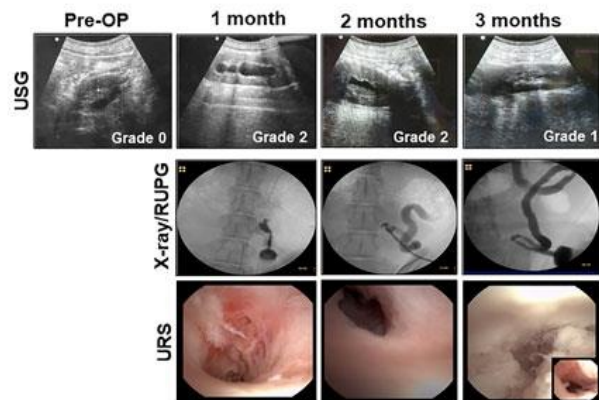 Pre-OP 1 month 2 months 3 months
USG
Grade 0 Grade 2 Grade 2 Grade 1
X-ray/RUPG
URS